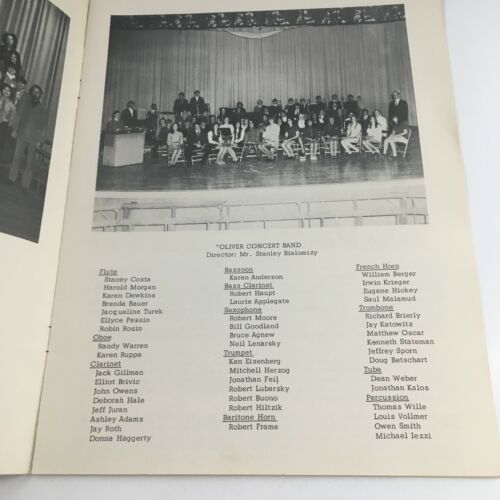 "OLIVER CONCERT BAND
Director: Mr. Stanley Bialomizy
Flute
Stacey Costa
Harold Morgan
Karen Dawkins
Brenda Bauer
Jacqueline Turek
Ellyce Pessin
Robin Rosin
Oboe
Randy Warren
Karen Rupps
Clarinet
Jack Gillman
Elliot Brivic
John Owens
Deborah Hale
Jeff Juran
Ashley Adams
Jay Roth
Donna Haggerty
Bassoon
Karen Anderson
Bass Clarinet
Robert Haupt
Laurie Applegate
Saxophone
Robert Moore
Bill Goodland
Bruce Agnew
Neil Lenarsky
Trumpet
Ken Eisenberg
Mitchell Herzog
Jonathan Feil
Robert Lubarsky
Robert Buono
Robert Hiltzik
Baritone Horn
Robert Frame
French Horn
William Berger
Irwin Krieger
Eugene Hickey
Saul Malamud
Trombone
Richard Brierly
Jay Katowitz
Matthew Oscar
Kenneth Stateman
Jeffrey Sporn
Doug Betschart
Tuba
Dean Weber
Jonathan Kalos
Percussion
Thomas Wille
Louis Vollmer
Owen Smith
Michael Iezzi